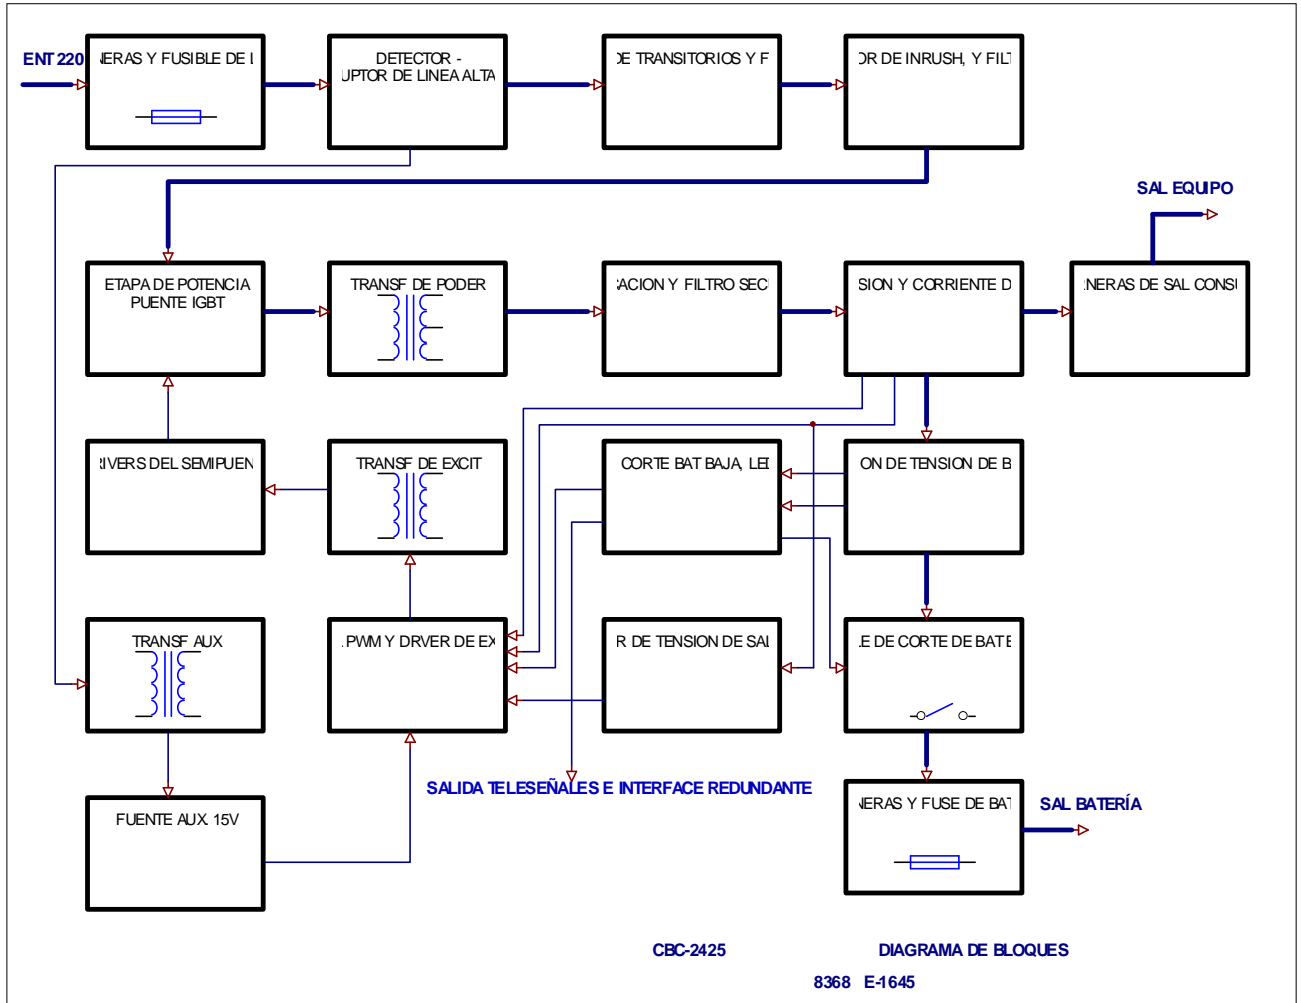 ENT 220
NERAS Y FUSIBLE DE L
DETECTOR -
UPTOR DE LINEA ALTA
DE TRANSITORIOS Y F
OR DE INRUSH, Y FILT
SAL EQUIPO
ETAPA DE POTENCIA
PUENTE IGBT
TRANSF DE PODER
ACION Y FILTRO SEC
SION Y CORRIENTE D
NERAS DE SAL CONSU
RIVERS DEL SEMIPUEN
TRANSF DE EXCIT
CORTE BAT BAJA, LED
ON DE TENSION DE B
TRANSF AUX
PWM Y DRVER DE EX
R DE TENSION DE SAL
LE DE CORTE DE BATE
SALIDA TELESEÑALES E INTERFACE REDUNDANTE
FUENTE AUX. 15V
NERAS Y FUSE DE BAT
SAL BATERÍA
CBC-2425
DIAGRAMA DE BLOQUES
8368 E-1645